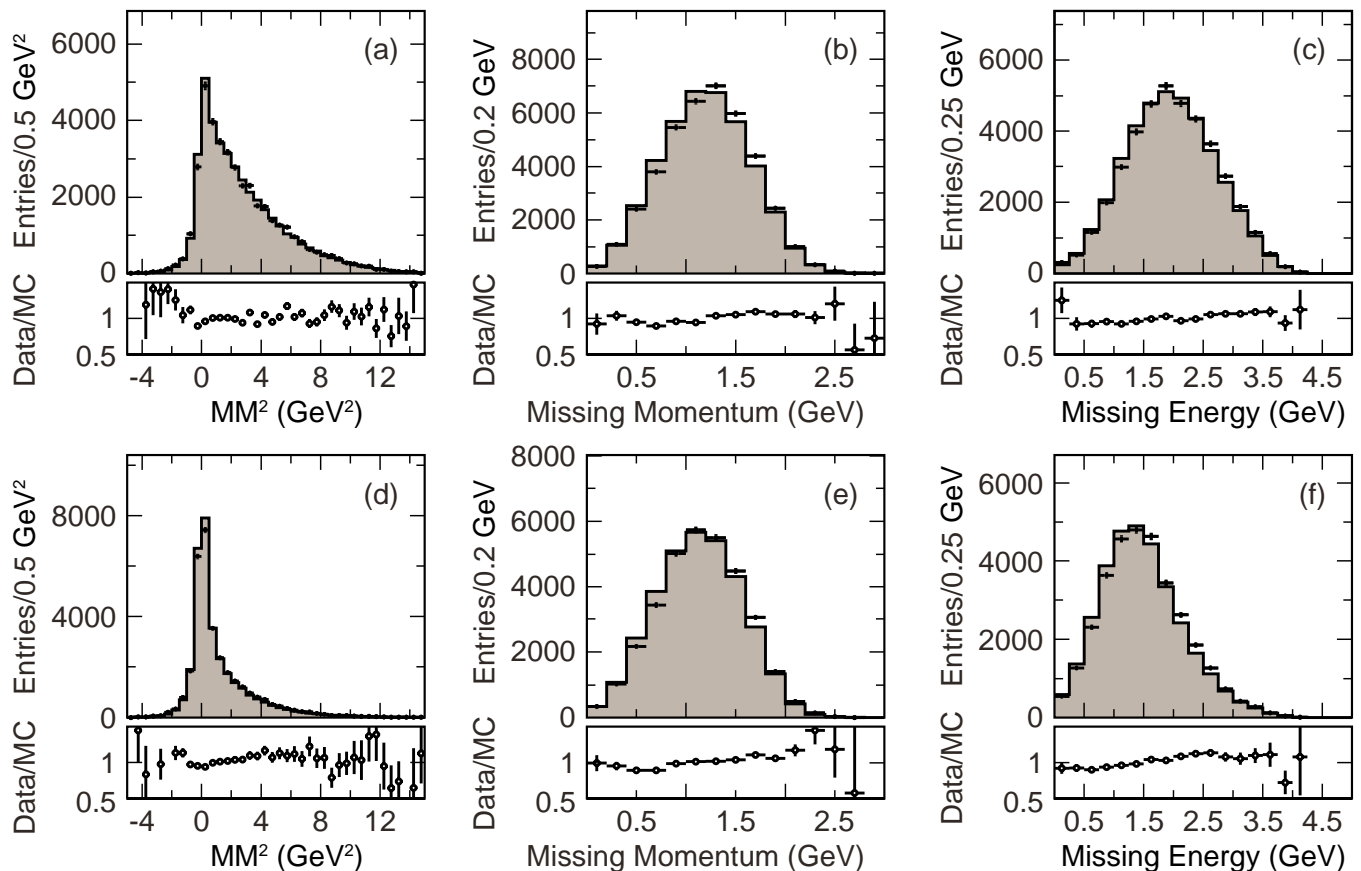 (a)
Entries/0.5 GeV²
6000
4000
2000
0
Data/MC
1
0.5
-4 0 4 8 12
MM² (GeV²)
(b)
Entries/0.2 GeV
8000
6000
4000
2000
0
Data/MC
1
0.5
0.5 1.5 2.5
Missing Momentum (GeV)
(c)
Entries/0.25 GeV
6000
4000
2000
0
Data/MC
1
0.5
0.5 1.5 2.5 3.5 4.5
Missing Energy (GeV)
(d)
Entries/0.5 GeV²
8000
4000
0
Data/MC
1
0.5
-4 0 4 8 12
MM² (GeV²)
(e)
Entries/0.2 GeV
8000
6000
4000
2000
0
Data/MC
1
0.5
0.5 1.5 2.5
Missing Momentum (GeV)
(f)
Entries/0.25 GeV
6000
4000
2000
0
Data/MC
1
0.5
0.5 1.5 2.5 3.5 4.5
Missing Energy (GeV)